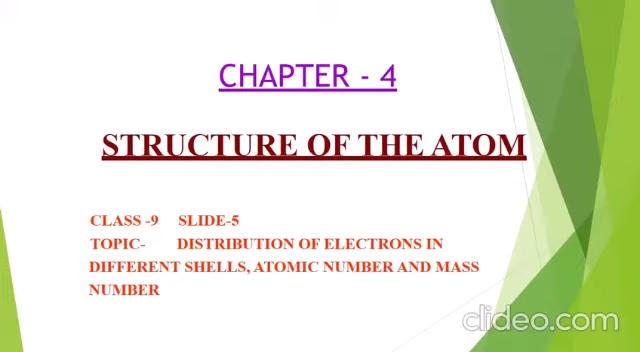 CHAPTER - 4
STRUCTURE OF THE ATOM
CLASS -9 SLIDE-5
TOPIC- DISTRIBUTION OF ELECTRONS IN
DIFFERENT SHELLS, ATOMIC NUMBER AND MASS
NUMBER
clideo.com